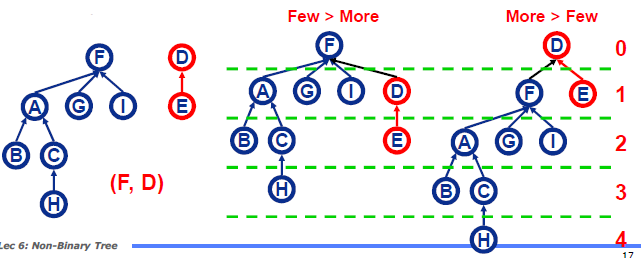 Few > More
More > Few
F
D
A
G
I
E
B
C
H
(F, D)
F
A
G
I
D
B
C
E
H
D
F
E
A
G
I
B
C
H
0
1
2
3
4
Lec 6: Non-Binary Tree
17